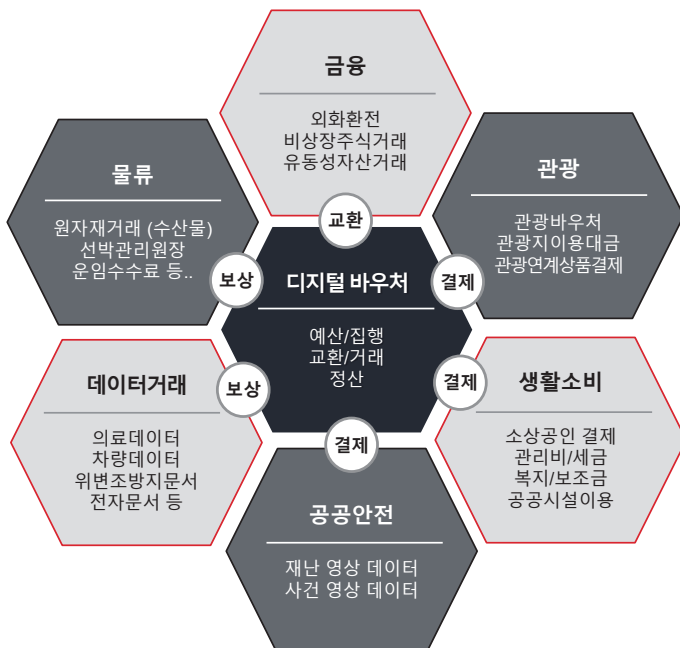 금융
외화환전
비상장주식거래
유동성자산거래
교환
물류
원자재거래 (수산물)
선박관리원장
운임수수료 등..
보상
관광
관광바우처
관광지이용대금
관광연계상품결제
결제
디지털 바우처
예산/집행
교환/거래
정산
데이터거래
의료데이터
차량데이터
위변조방지문서
전자문서 등
보상
생활소비
소상공인 결제
관리비/세금
복지/보조금
공공시설이용
결제
결제
공공안전
재난 영상 데이터
사건 영상 데이터